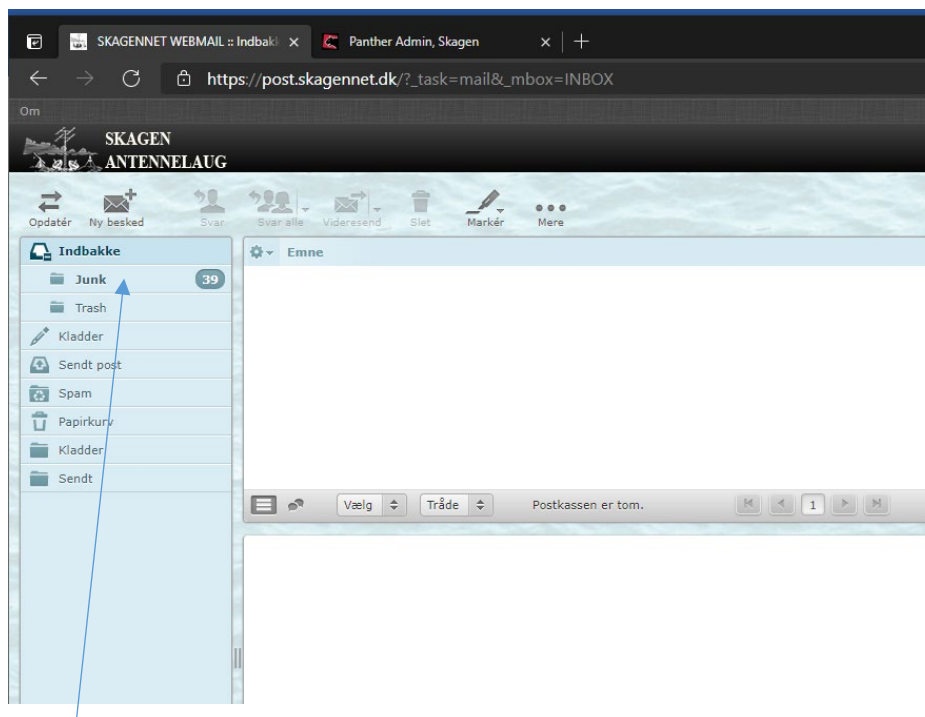 SKAGENNET WEBMAIL :: Indbak
Panther Admin, Skagen
https://post.skagennet.dk/?_task=mail&_mbox=INBOX
Om
SKAGEN
ANTENNELAUG
Opdatér Ny besked Svar Svar alle Videresend Slet Markér Mere
Indbakke
Emne
Junk 39
Trash
Kladder
Sendt post
Spam
Papirkurv
Kladder
Sendt
Vælg Tråde Postkassen er tom. 1